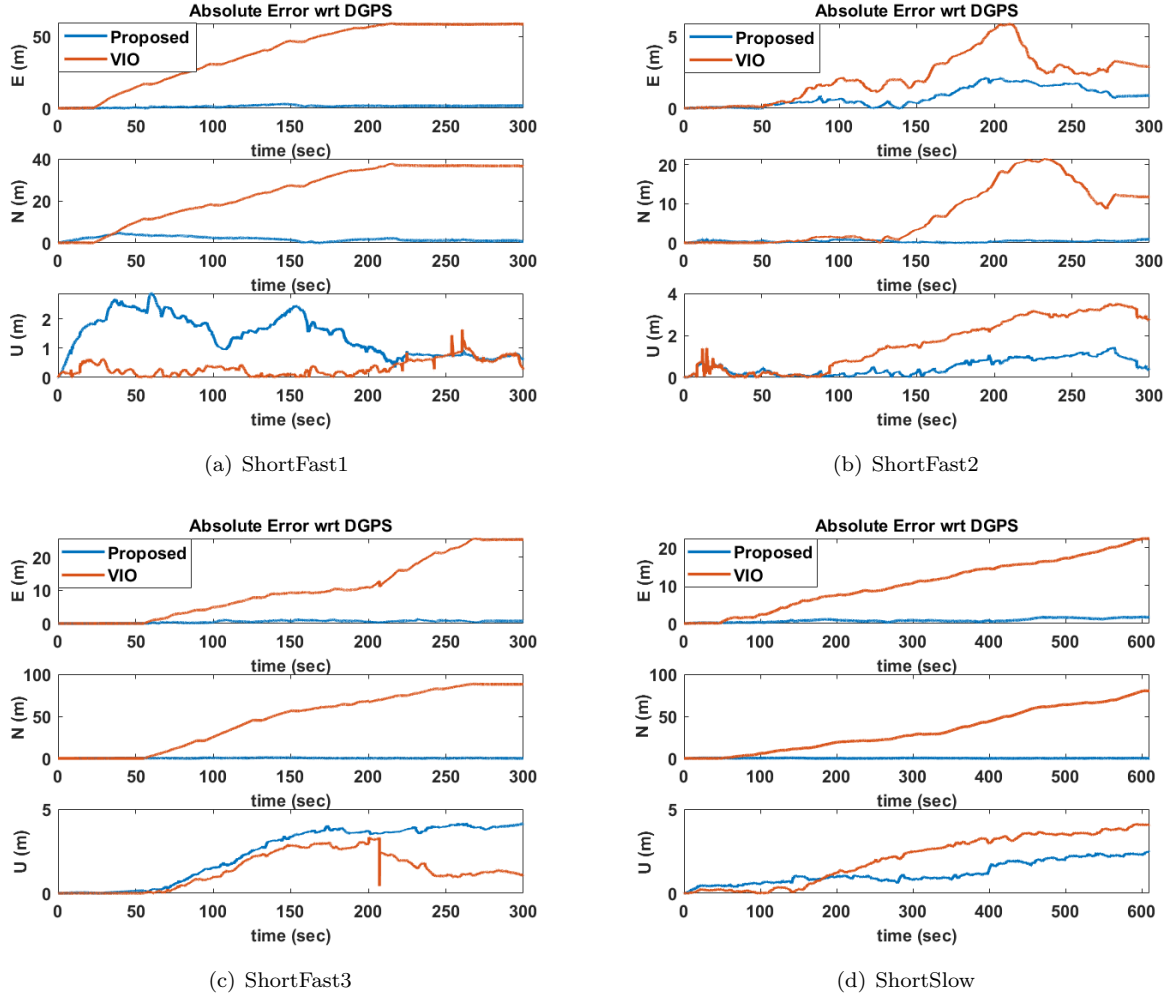 Absolute Error wrt DGPS
Proposed
VIO
E (m)
50
0
0 50 100 150 200 250 300
time (sec)
N (m)
40
20
0
0 50 100 150 200 250 300
time (sec)
U (m)
2
1
0
0 50 100 150 200 250 300
time (sec)
(a) ShortFast1
Absolute Error wrt DGPS
Proposed
VIO
E (m)
5
0
0 50 100 150 200 250 300
time (sec)
N (m)
20
10
0
0 50 100 150 200 250 300
time (sec)
U (m)
4
2
0
0 50 100 150 200 250 300
time (sec)
(b) ShortFast2
Absolute Error wrt DGPS
Proposed
VIO
E (m)
20
10
0
0 50 100 150 200 250 300
time (sec)
N (m)
100
50
0
0 50 100 150 200 250 300
time (sec)
U (m)
5
0
0 50 100 150 200 250 300
time (sec)
(c) ShortFast3
Absolute Error wrt DGPS
Proposed
VIO
E (m)
20
10
0
0 100 200 300 400 500 600
time (sec)
N (m)
100
50
0
0 100 200 300 400 500 600
time (sec)
U (m)
5
0
0 100 200 300 400 500 600
time (sec)
(d) ShortSlow